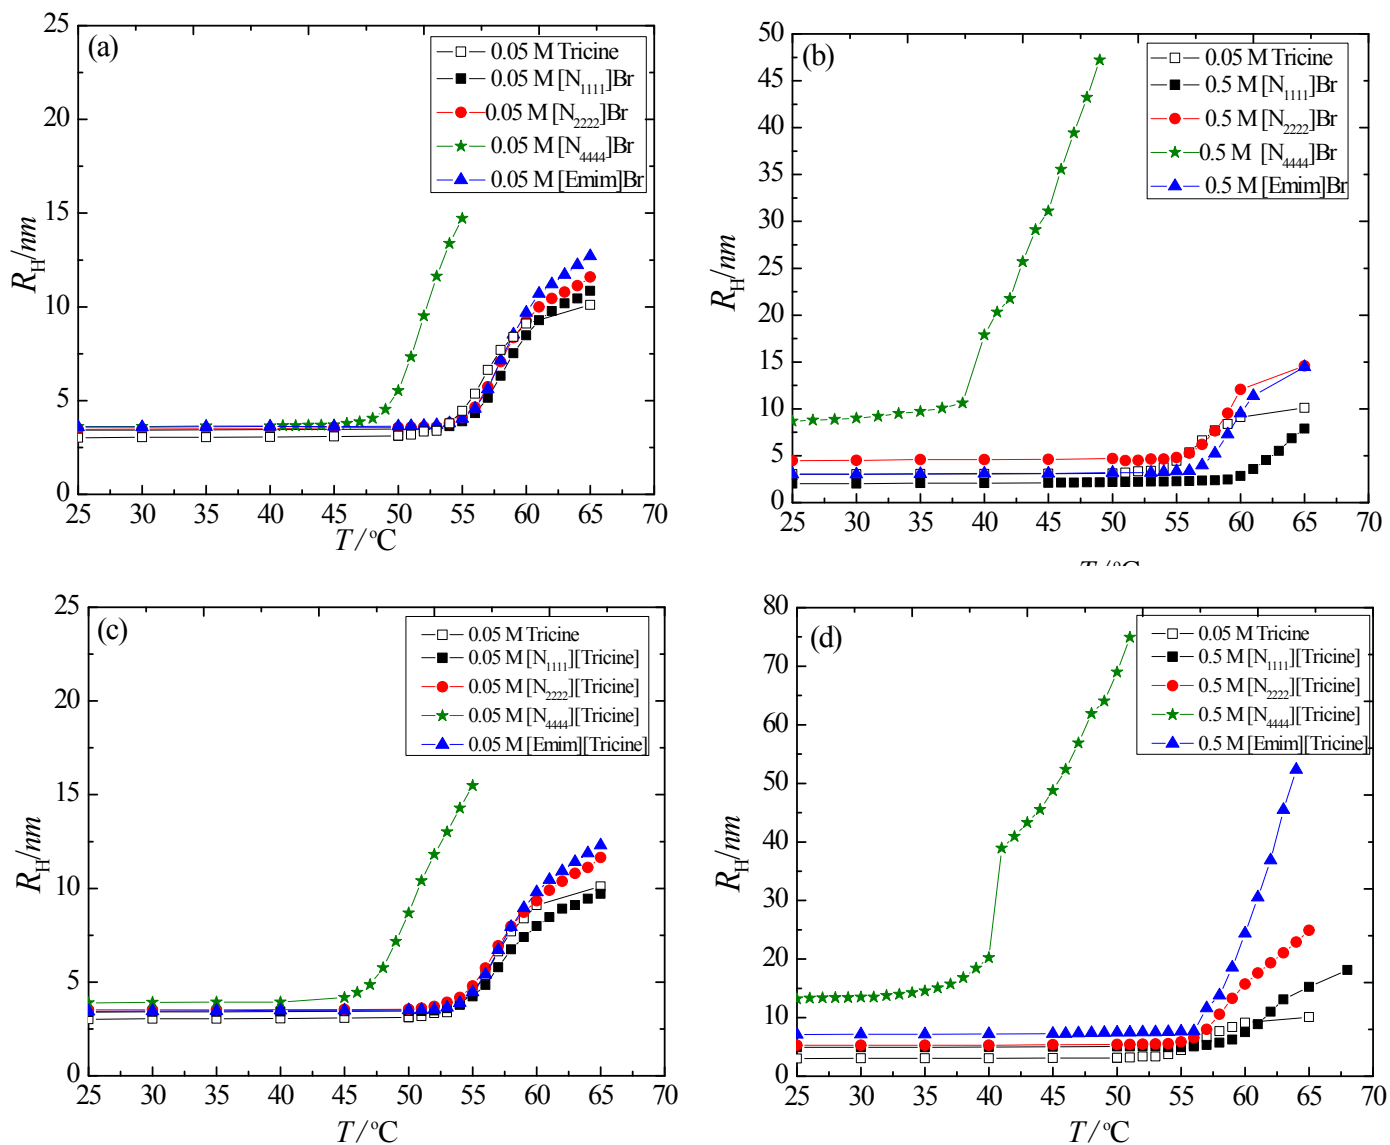 (a)
0.05 M Tricine
0.05 M [N1111]Br
0.05 M [N2222]Br
0.05 M [N4444]Br
0.05 M [Emim]Br
25
20
15
10
5
0
RH/nm
25 30 35 40 45 50 55 60 65 70
T/°C
(b)
0.05 M Tricine
0.5 M [N1111]Br
0.5 M [N2222]Br
0.5 M [N4444]Br
0.5 M [Emim]Br
50
45
40
35
30
25
20
15
10
5
0
RH/nm
25 30 35 40 45 50 55 60 65 70
T/°C
(c)
0.05 M Tricine
0.05 M [N1111][Tricine]
0.05 M [N2222][Tricine]
0.05 M [N4444][Tricine]
0.05 M [Emim][Tricine]
25
20
15
10
5
0
RH/nm
25 30 35 40 45 50 55 60 65 70
T/°C
(d)
0.05 M Tricine
0.5 M [N1111][Tricine]
0.5 M [N2222][Tricine]
0.5 M [N4444][Tricine]
0.5 M [Emim][Tricine]
80
70
60
50
40
30
20
10
0
RH/nm
25 30 35 40 45 50 55 60 65 70
T/°C